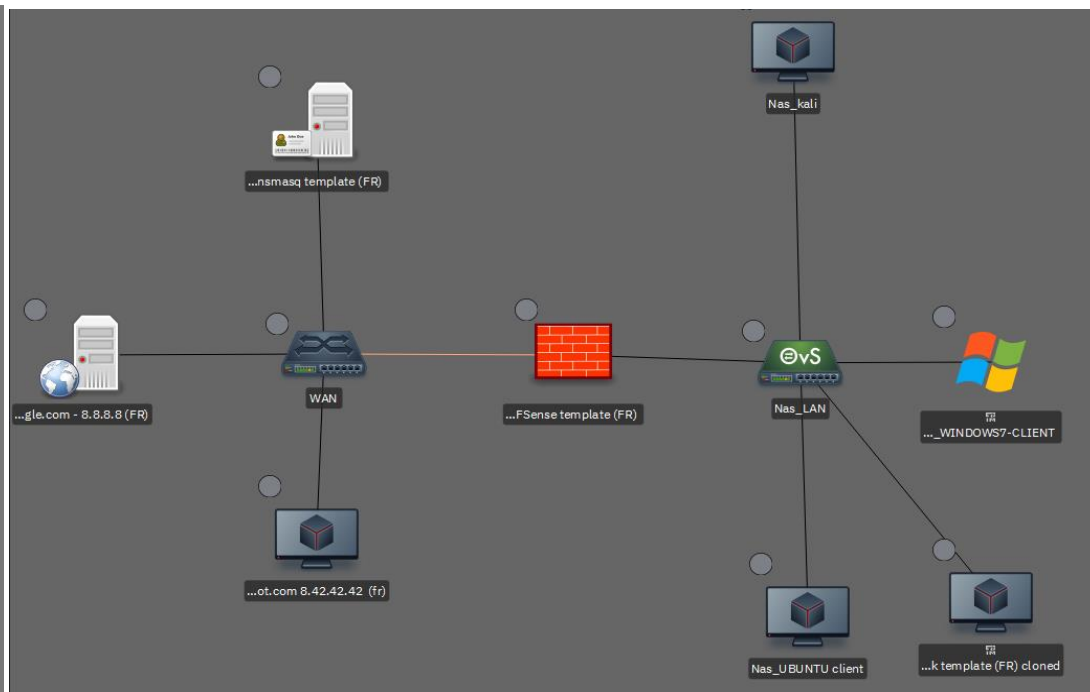 Nas_kali
...nsmasq template (FR)
...gle.com - 8.8.8.8 (FR)
WAN
...FSense template (FR)
OvS
Nas_LAN
..._WINDOWS7-CLIENT
...ot.com 8.42.42.42 (fr)
Nas_UBUNTU client
...k template (FR) cloned